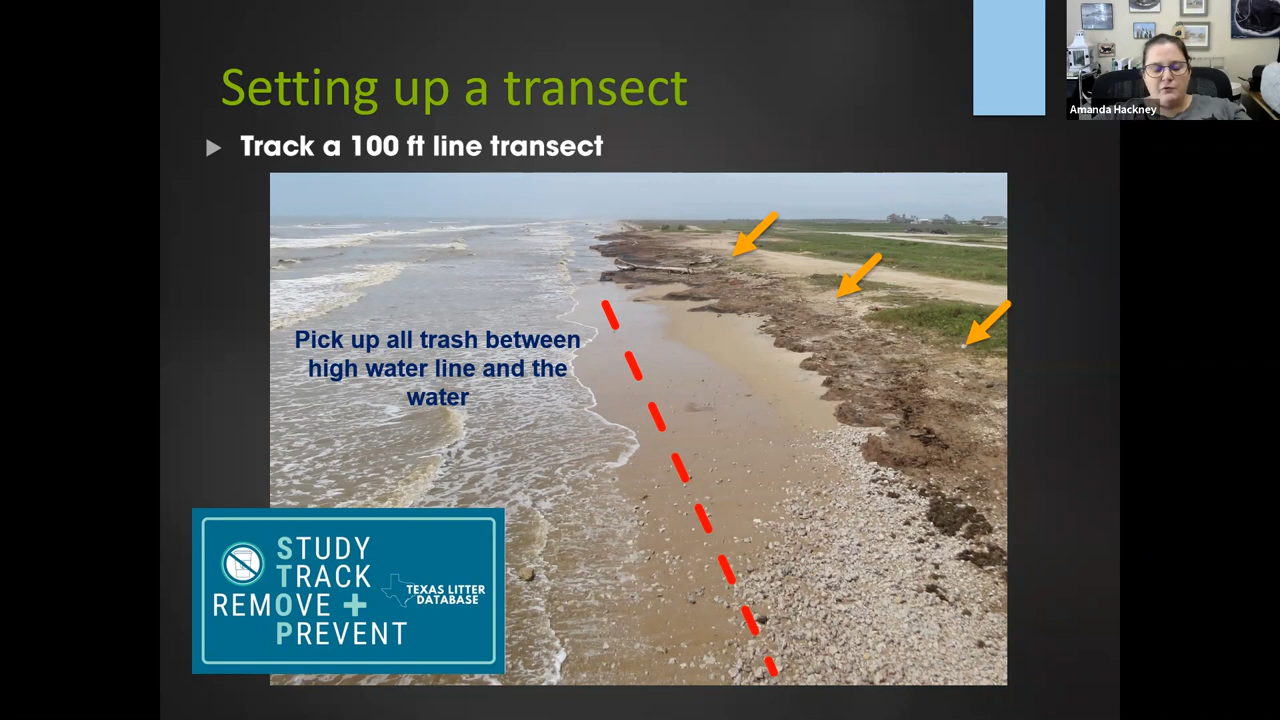 Setting up a transect
Amanda Hackney
Track a 100 ft line transect
Pick up all trash between
high water line and the
water
STUDY
TRACK
REMOVE +
PREVENT
TEXAS LITTER
DATABASE